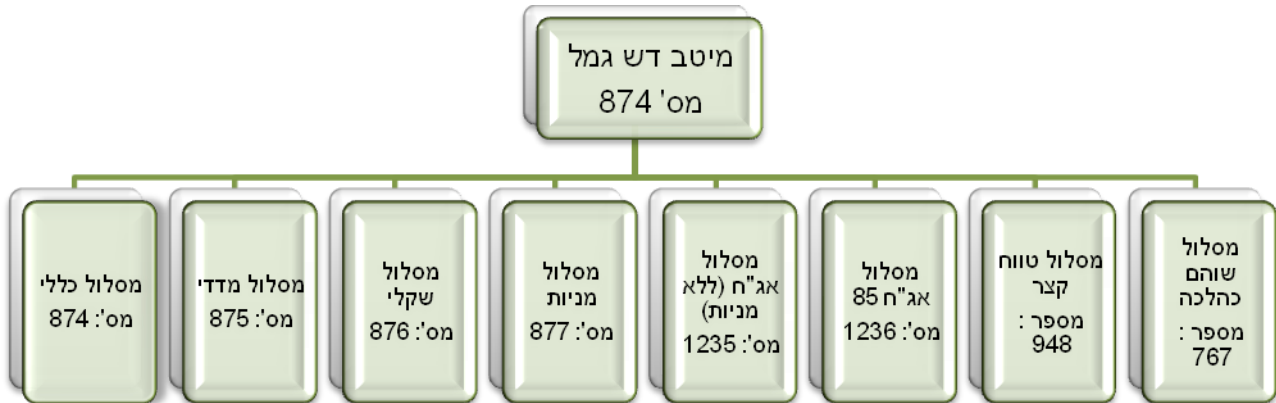 מיטב דש גמל
מס' 874
מסלול
שוהם
כהלכה
מספר :
767
מסלול טווח
קצר
מספר :
948
מסלול
אג"ח 85
מס': 1236
מסלול
אג"ח (ללא
מניות)
מס': 1235
מסלול
מניות
מס': 877
מסלול
שקלי
מס': 876
מסלול מדדי
מס': 875
מסלול כללי
מס': 874